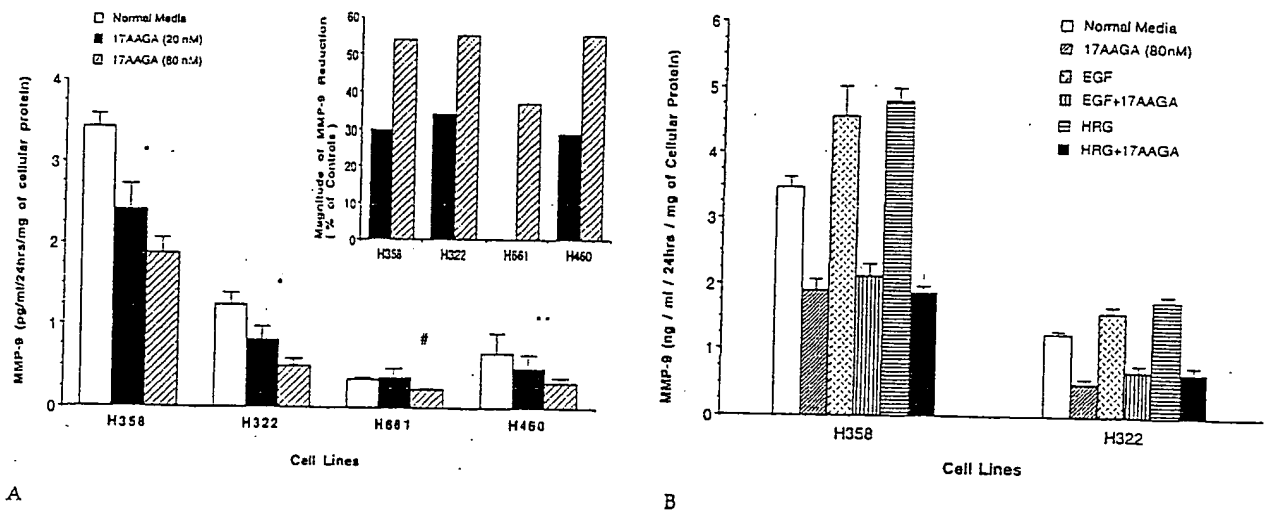 Normal Media
17AAGA (20 nM)
17AAGA (80 nM)
MMP-9 (pg/ml/24hrs/mg of cellular protein)
4
3
2
1
0
*
*
#
**
H358
H322
H661
H460
Cell Lines
Magnitude of MMP-9 Reduction
(% of Controls)
60
50
40
30
20
10
0
H358
H322
H661
H460
A
Normal Media
17AAGA (80nM)
EGF
EGF+17AAGA
HRG
HRG+17AAGA
MMP-9 (ng / ml / 24hrs / mg of Cellular Protein)
6
5
4
3
2
1
0
H358
H322
Cell Lines
B